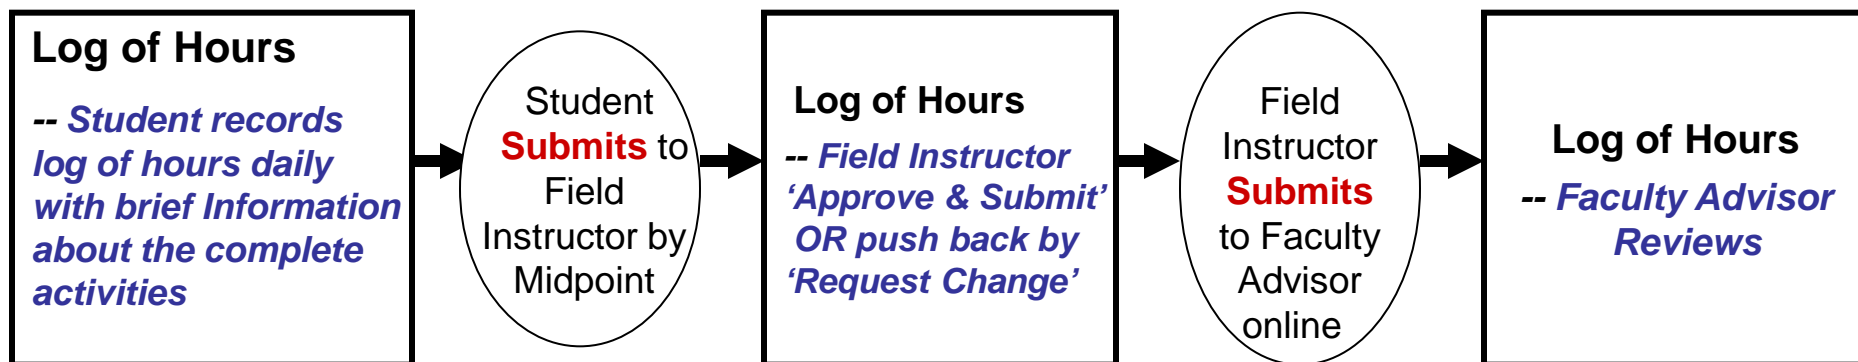 Log of Hours
-- Student records
log of hours daily
with brief Information
about the complete
activities
Student
Submits to
Field
Instructor by
Midpoint
Log of Hours
-- Field Instructor
‘Approve & Submit’
OR push back by
‘Request Change’
Field
Instructor
Submits
to Faculty
Advisor
online
Log of Hours
-- Faculty Advisor
Reviews